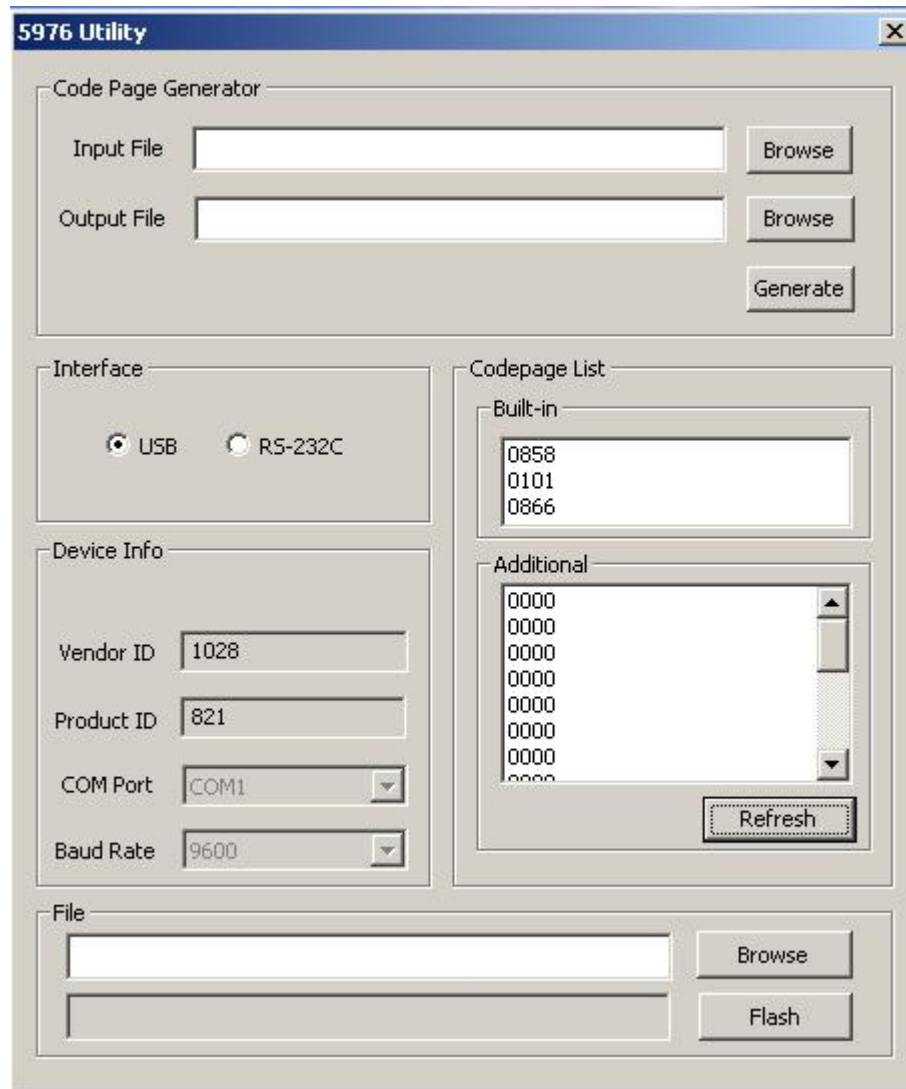 5976 Utility
Code Page Generator
Input File
Browse
Output File
Browse
Generate
Interface
USB
RS-232C
Codepage List
Built-in
0858
0101
0866
Device Info
Vendor ID
1028
Product ID
821
COM Port
COM1
Baud Rate
9600
Additional
0000
0000
0000
0000
0000
0000
0000
0000
Refresh
File
Browse
Flash